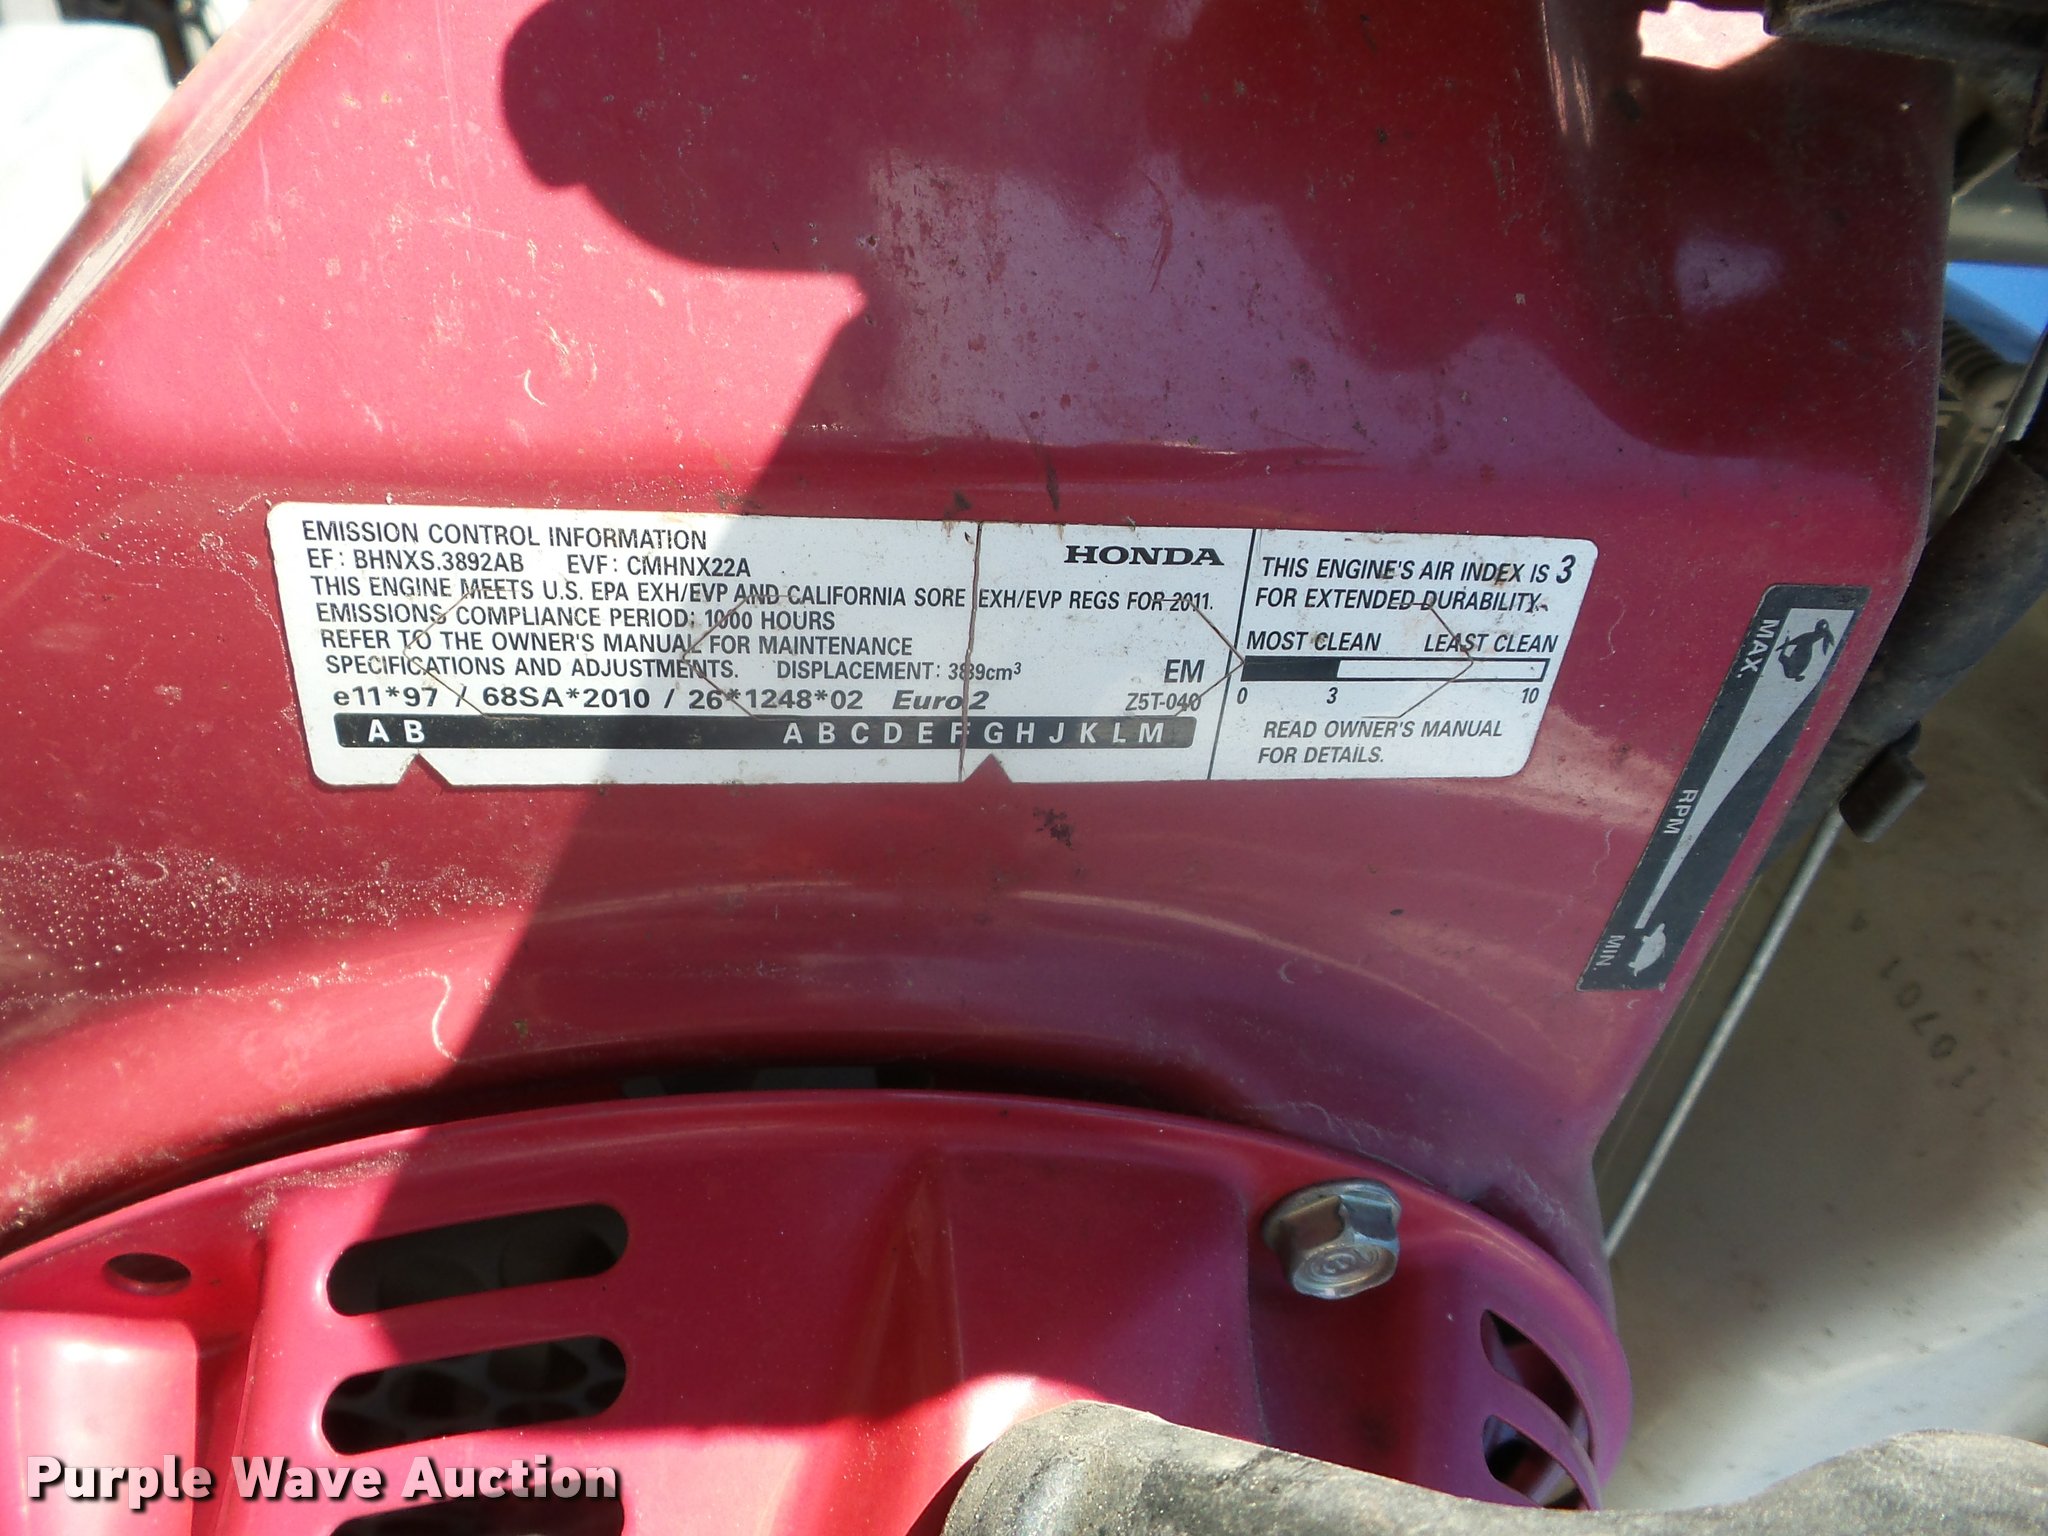 EMISSION CONTROL INFORMATION
EF: BHNXS.3892AB EVF: CMHNX22A
HONDA
THIS ENGINE MEETS U.S. EPA EXH/EVP AND CALIFORNIA SORE EXH/EVP REGS FOR 2011.
EMISSIONS COMPLIANCE PERIOD: 1000 HOURS
REFER TO THE OWNER'S MANUAL FOR MAINTENANCE
SPECIFICATIONS AND ADJUSTMENTS. DISPLACEMENT: 389cm³ EM
e11*97 / 68SA*2010 / 26*1248*02 Euro2 Z5T-040
A B A B C D E F G H J K L M
THIS ENGINE'S AIR INDEX IS 3
FOR EXTENDED DURABILITY.
MOST CLEAN LEAST CLEAN
0 3 10
READ OWNER'S MANUAL
FOR DETAILS.
MAX.
RPM
MIN.
Purple Wave Auction